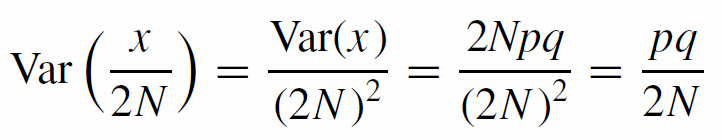 Var(x/2N) = Var(x)/(2N)² = 2Npq/(2N)² = pq/2N